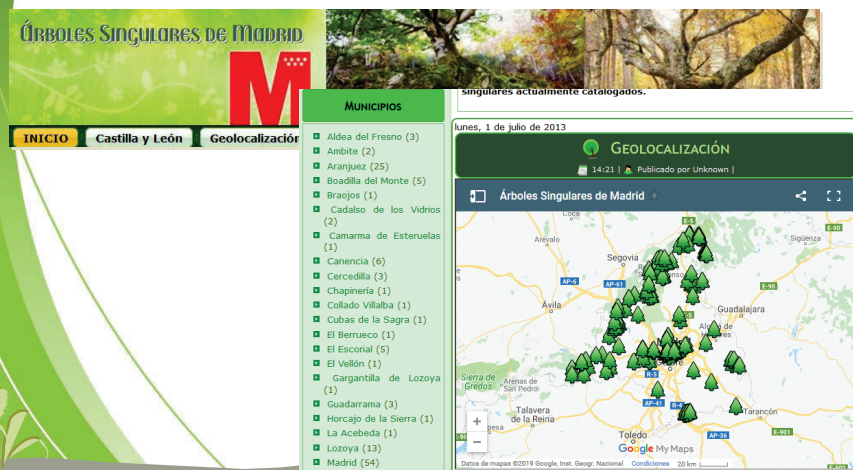 Árboles Singulares de Madrid
INICIO
Castilla y León
Geolocalización
Municipios
Aldea del Fresno (3)
Ambite (2)
Aranjuez (25)
Boadilla del Monte (5)
Braojos (1)
Cadalso de los Vidrios
(2)
Camarma de Esteruelas
(1)
Canencia (6)
Cercedilla (3)
Chapinería (1)
Collado Villalba (1)
Cubas de la Sagra (1)
El Berrueco (1)
El Escorial (5)
El Vellón (1)
Gargantilla de Lozoya
(1)
Guadarrama (3)
Horcajo de la Sierra (1)
La Acebeda (1)
Lozoya (13)
Madrid (54)
singulares actualmente catalogados.
lunes, 1 de julio de 2013
Geolocalización
14:21 | Publicado por Unknown |
Árboles Singulares de Madrid
Coca
E-5
E-90
Arévalo
Sigüenza
Segovia
AP-6
AP-61
E-90
Ávila
Guadalajara
R-5
Sierra de
Gredos
Arenas de
San Pedro
AP-41
R-4
Talavera
de la Reina
Tarancón
Toledo
AP-36
E-901
Google My Maps
Datos de mapas ©2019 Google, Inst. Geogr. Nacional
Condiciones
20 km